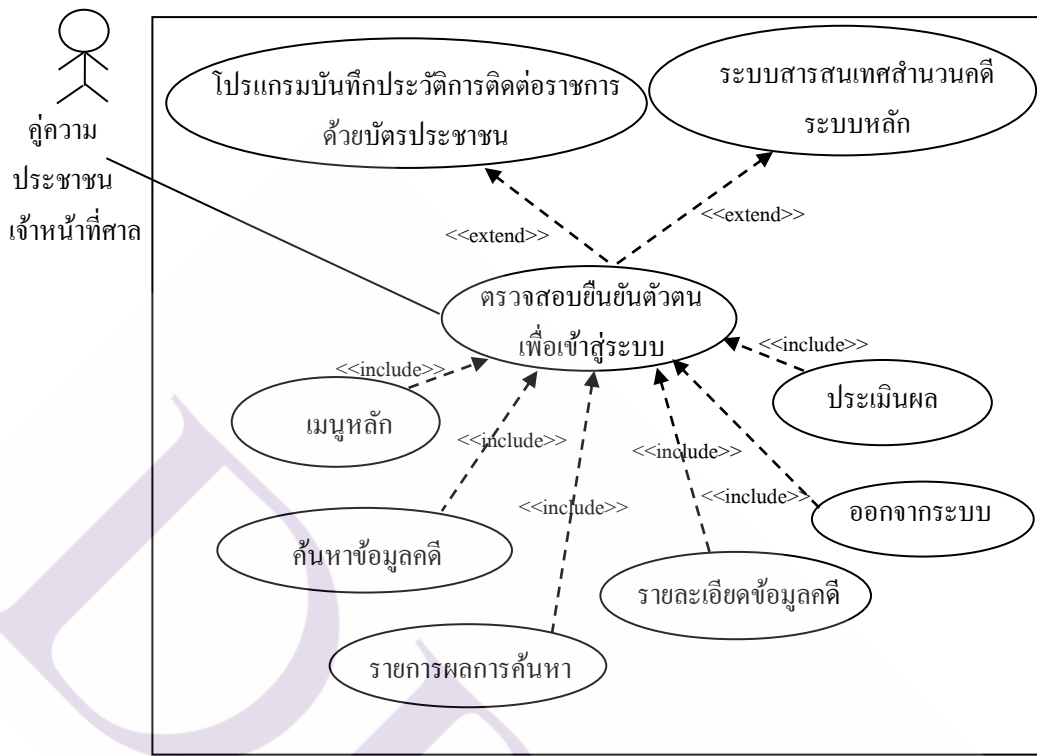 โปรแกรมบันทึกประวัติการติดต่อราชการ
ด้วยบัตรประชาชน
ระบบสารสนเทศสำนวนคดี
ระบบหลัก
คู่ความ
ประชาชน
เจ้าหน้าที่ศาล
<<extend>>
<<extend>>
ตรวจสอบยืนยันตัวตน
เพื่อเข้าสู่ระบบ
<<include>>
<<include>>
เมนูหลัก
ประเมินผล
<<include>>
<<include>>
<<include>>
<<include>>
ออกจากระบบ
ค้นหาข้อมูลคดี
รายละเอียดข้อมูลคดี
รายการผลการค้นหา